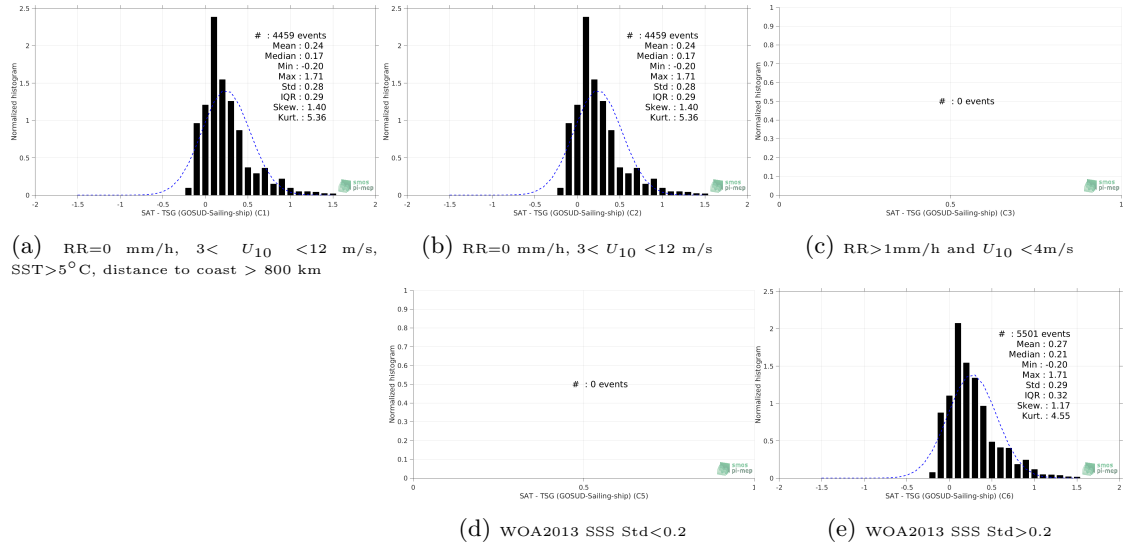 2.5
2
1.5
1
0.5
0
Normalized histogram
# : 4459 events
Mean : 0.24
Median : 0.17
Min : -0.20
Max : 1.71
Std : 0.28
IQR : 0.29
Skew. : 1.40
Kurt. : 5.36
smos
pi-mep
-2 -1.5 -1 -0.5 0 0.5 1 1.5 2
SAT - TSG (GOSUD-Sailing-ship) (C1)
(a) RR=0 mm/h, 3< U10 <12 m/s,
SST>5°C, distance to coast > 800 km
2.5
2
1.5
1
0.5
0
Normalized histogram
# : 4459 events
Mean : 0.24
Median : 0.17
Min : -0.20
Max : 1.71
Std : 0.28
IQR : 0.29
Skew. : 1.40
Kurt. : 5.36
smos
pi-mep
-2 -1.5 -1 -0.5 0 0.5 1 1.5 2
SAT - TSG (GOSUD-Sailing-ship) (C2)
(b) RR=0 mm/h, 3< U10 <12 m/s
1
0.9
0.8
0.7
0.6
0.5
0.4
0.3
0.2
0.1
0
Normalized histogram
# : 0 events
smos
pi-mep
0 0.5 1
SAT - TSG (GOSUD-Sailing-ship) (C3)
(c) RR>1mm/h and U10 <4m/s
1
0.9
0.8
0.7
0.6
0.5
0.4
0.3
0.2
0.1
0
Normalized histogram
# : 0 events
smos
pi-mep
0 0.5 1
SAT - TSG (GOSUD-Sailing-ship) (C5)
(d) WOA2013 SSS Std<0.2
2.5
2
1.5
1
0.5
0
Normalized histogram
# : 5501 events
Mean : 0.27
Median : 0.21
Min : -0.20
Max : 1.71
Std : 0.29
IQR : 0.32
Skew. : 1.17
Kurt. : 4.55
smos
pi-mep
-2 -1.5 -1 -0.5 0 0.5 1 1.5 2
SAT - TSG (GOSUD-Sailing-ship) (C6)
(e) WOA2013 SSS Std>0.2